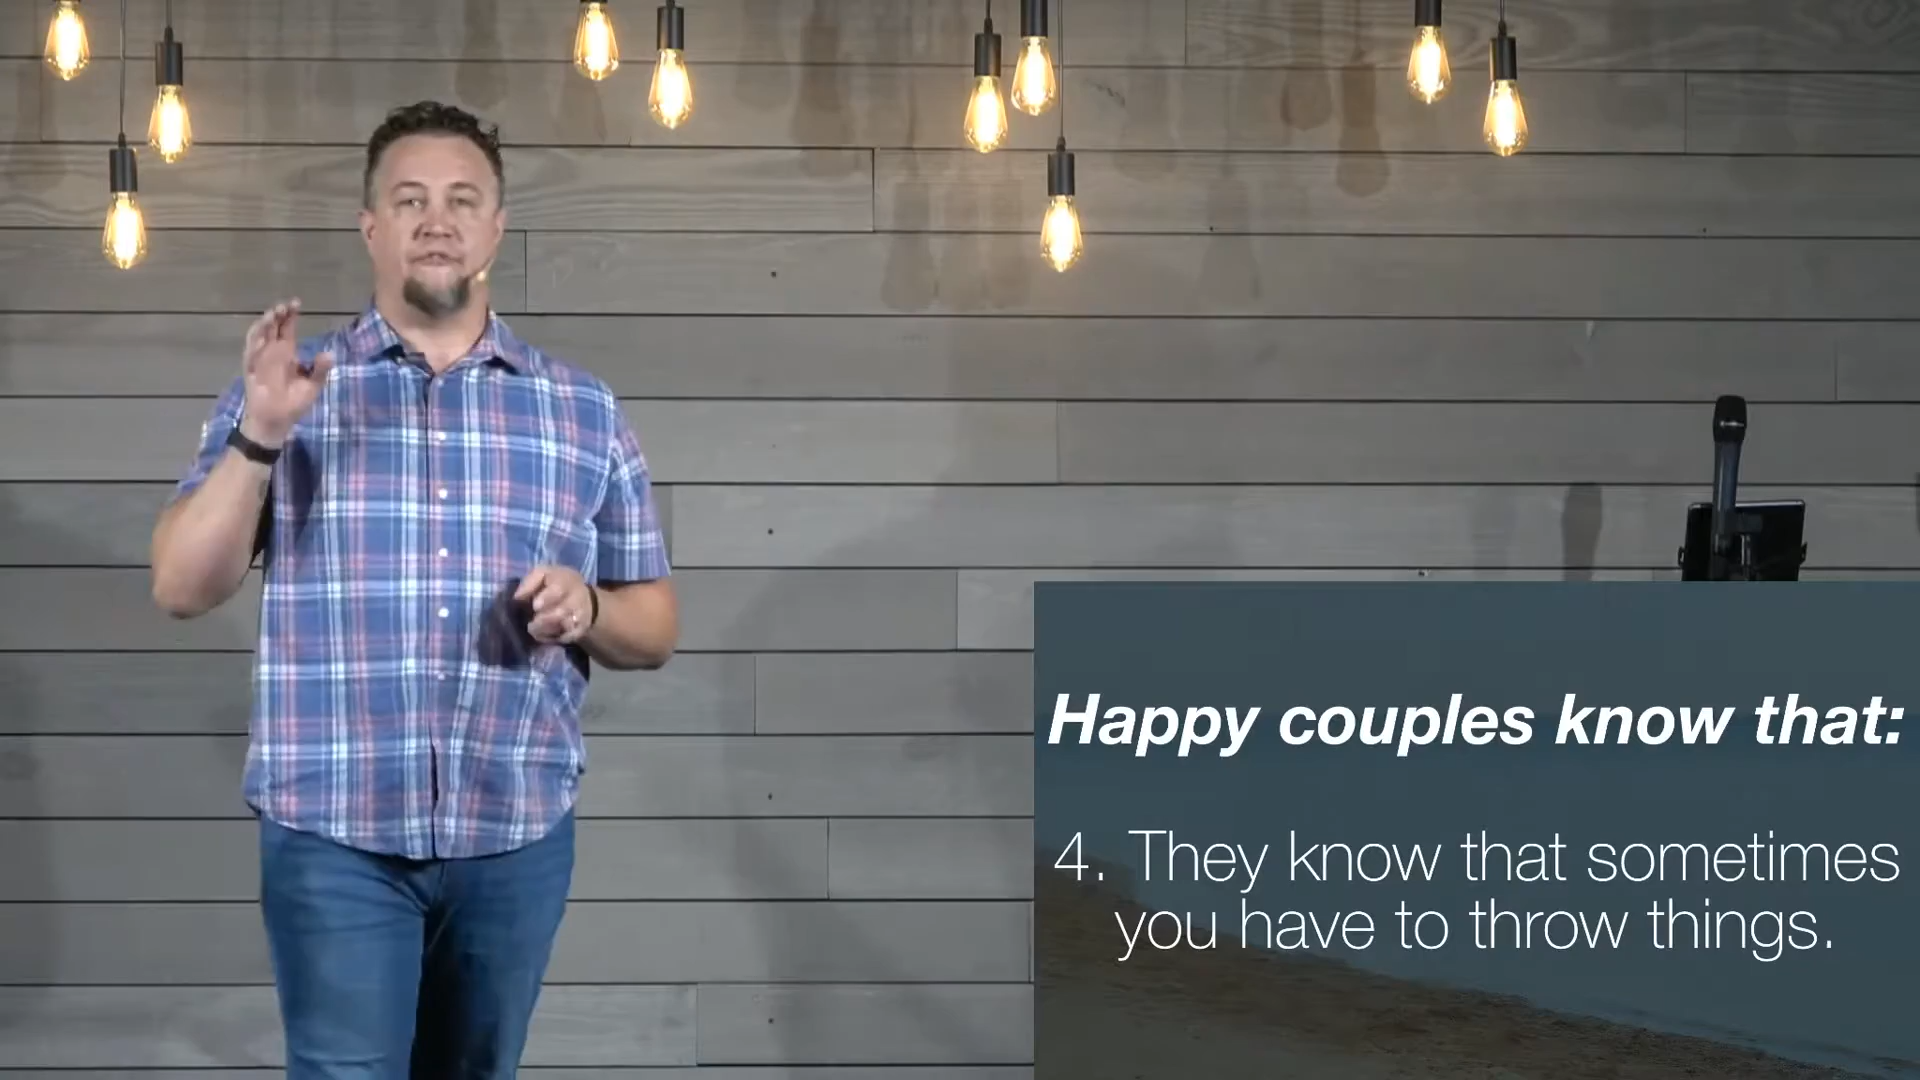 Happy couples know that:
4. They know that sometimes
you have to throw things.